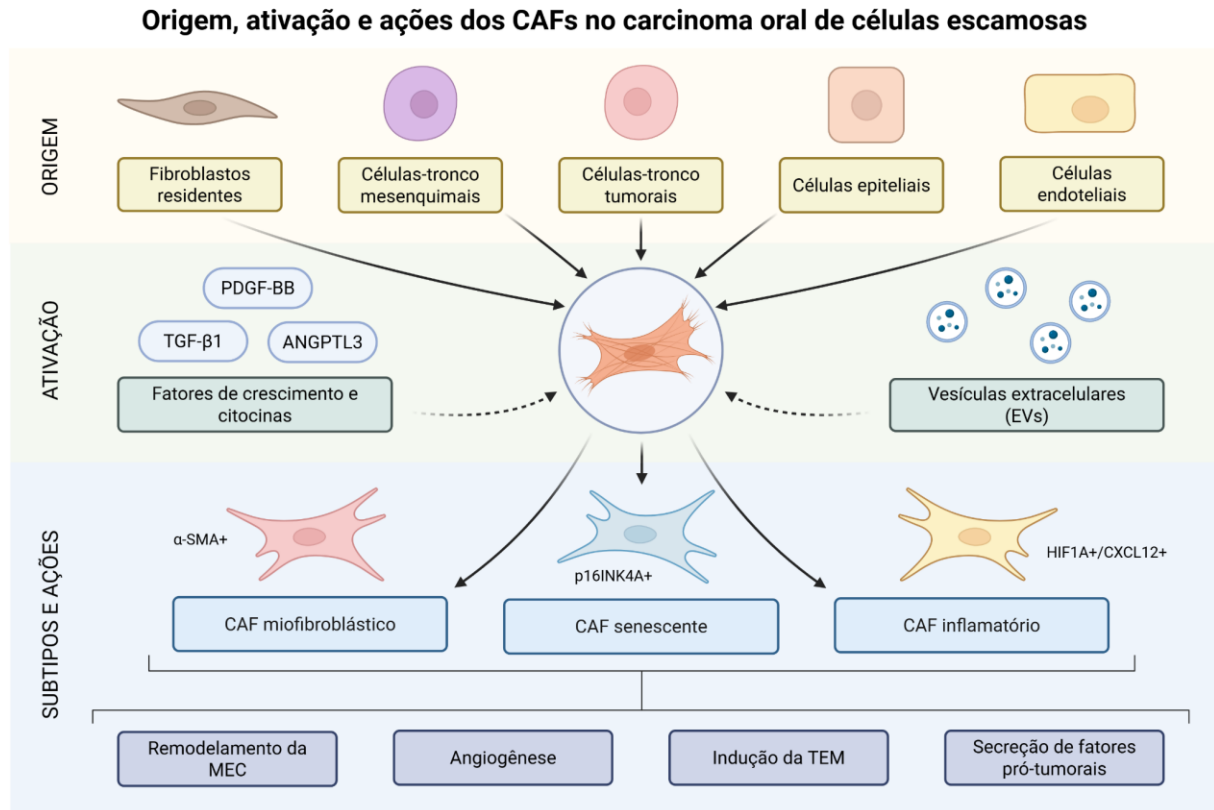 Origem, ativação e ações dos CAFs no carcinoma oral de células escamosas
ORIGEM
Fibroblastos
residentes
Células-tronco
mesenquimais
Células-tronco
tumorais
Células epiteliais
Células
endoteliais
ATIVAÇÃO
PDGF-BB
TGF-β1
ANGPTL3
Fatores de crescimento e
citocinas
Vesículas extracelulares
(EVs)
SUBTIPOS E AÇÕES
α-SMA+
p16INK4A+
HIF1A+/CXCL12+
CAF miofibroblástico
CAF senescente
CAF inflamatório
Remodelamento da
MEC
Angiogênese
Indução da TEM
Secreção de fatores
pró-tumorais